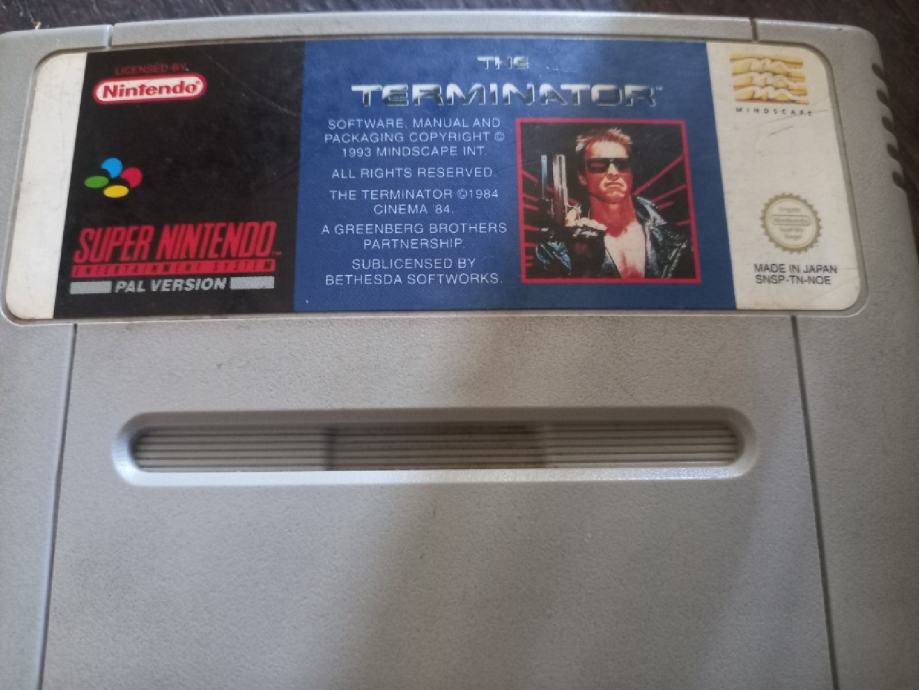 LICENSED BY
Nintendo
SUPER NINTENDO
ENTERTAINMENT SYSTEM
PAL VERSION
THE
TERMINATOR
SOFTWARE, MANUAL AND
PACKAGING COPYRIGHT ©
1993 MINDSCAPE INT.
ALL RIGHTS RESERVED.
THE TERMINATOR ©1984
CINEMA '84.
A GREENBERG BROTHERS
PARTNERSHIP.
SUBLICENSED BY
BETHESDA SOFTWORKS.
MINDSCAPE
Nintendo
MADE IN JAPAN
SNSP-TN-NOE